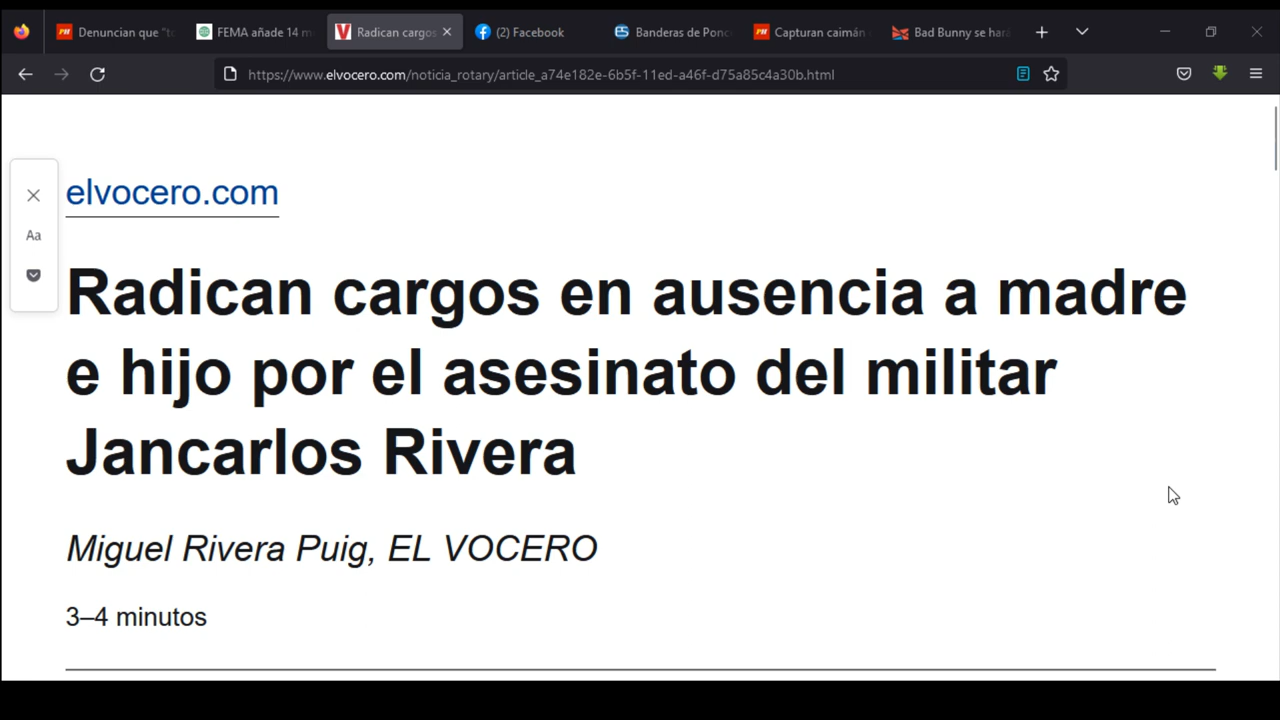 Denuncian que "to
FEMA añade 14 m
Radican cargos
(2) Facebook
Banderas de Ponc
Capturan caimán
Bad Bunny se hará
https://www.elvocero.com/noticia_rotary/article_a74e182e-6b5f-11ed-a46f-d75a85c4a30b.html
elvocero.com
Aa
Radican cargos en ausencia a madre
e hijo por el asesinato del militar
Jancarlos Rivera
Miguel Rivera Puig, EL VOCERO
3–4 minutos